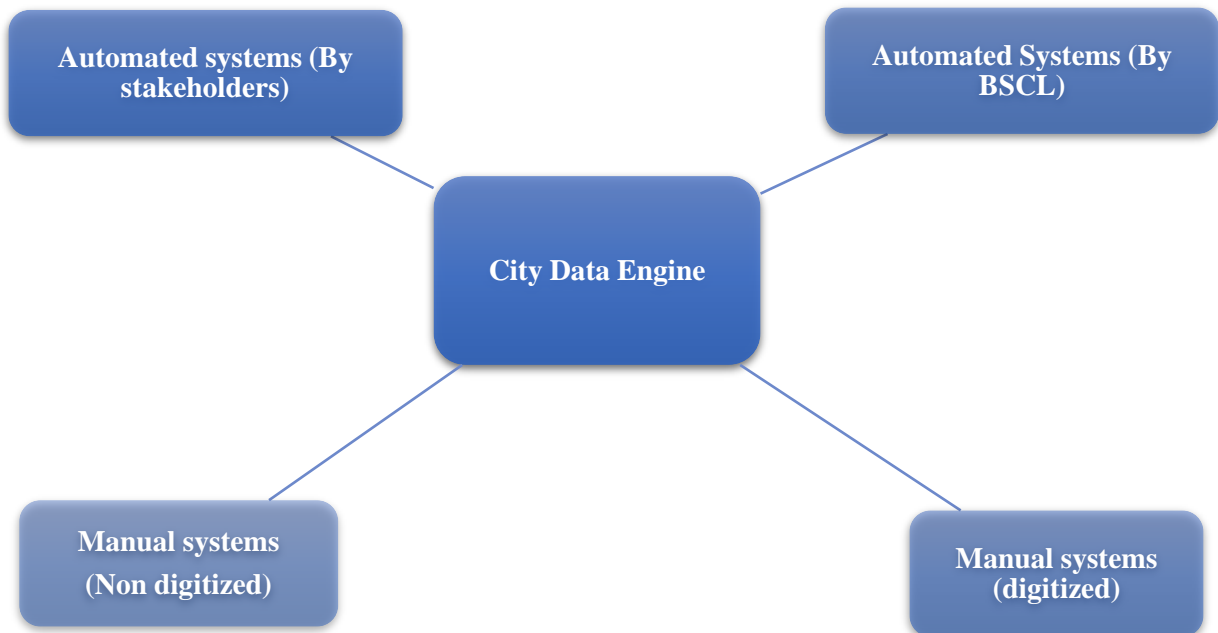 Automated systems (By
stakeholders)
Automated Systems (By
BSCL)
City Data Engine
Manual systems
(Non digitized)
Manual systems
(digitized)